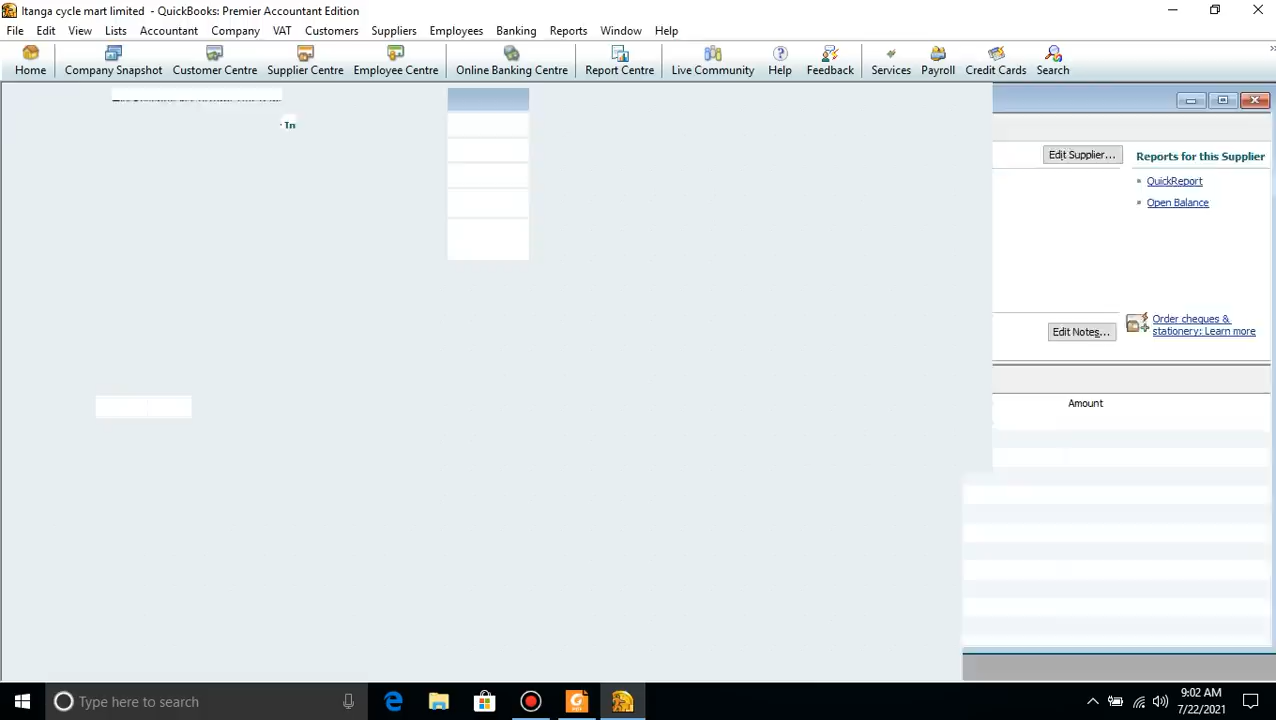 Itanga cycle mart limited - QuickBooks: Premier Accountant Edition
File Edit View Lists Accountant Company VAT Customers Suppliers Employees Banking Reports Window Help
Home Company Snapshot Customer Centre Supplier Centre Employee Centre Online Banking Centre Report Centre Live Community Help Feedback Services Payroll Credit Cards Search
Edit Supplier...
Reports for this Supplier
QuickReport
Open Balance
Order cheques &
stationery: Learn more
Edit Notes...
Amount
Type here to search
9:02 AM
7/22/2021